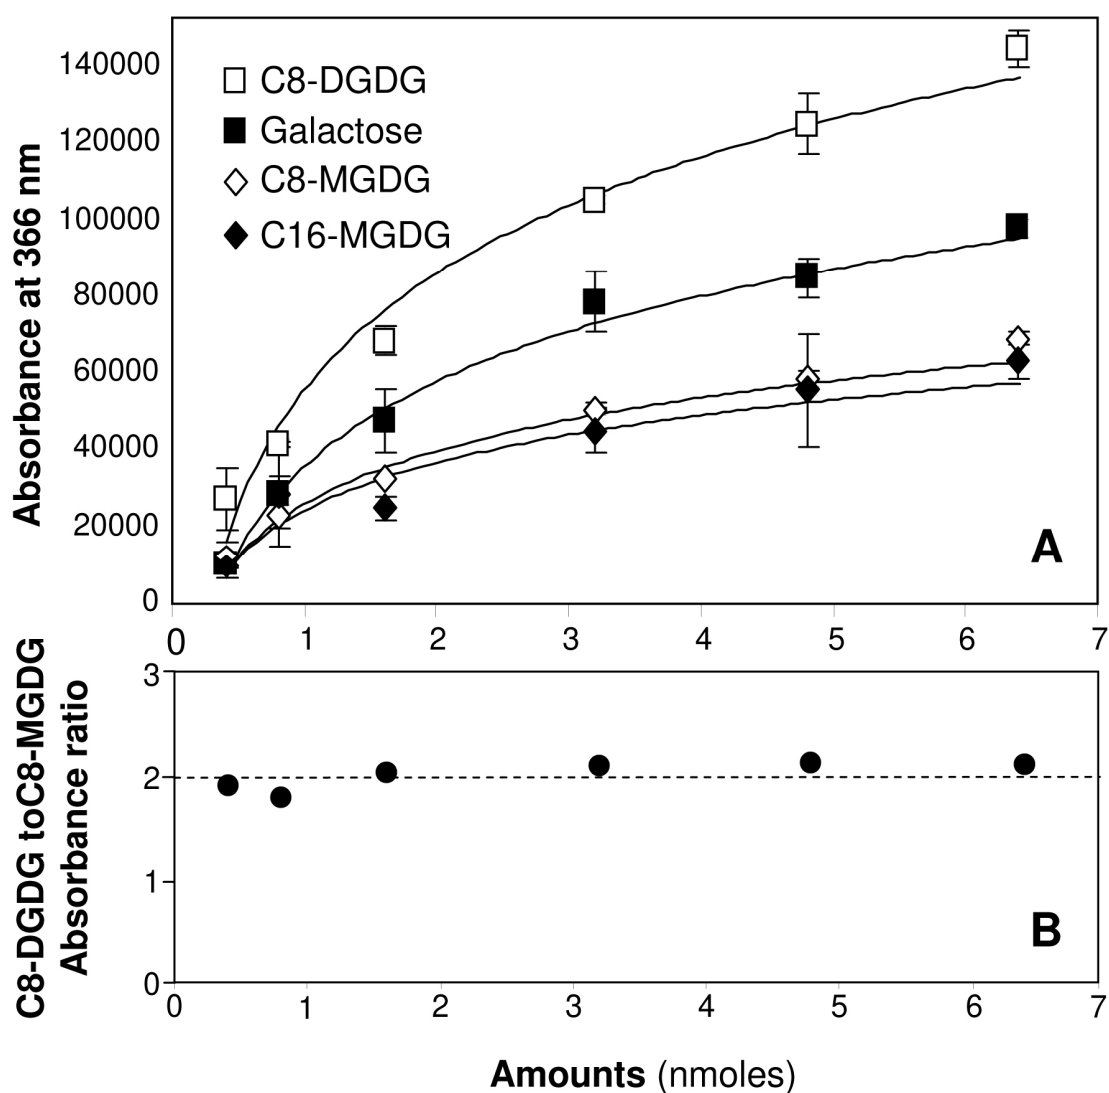 Absorbance at 366 nm
140000
120000
100000
80000
60000
40000
20000
0
C8-DGDG
Galactose
C8-MGDG
C16-MGDG
A
0 1 2 3 4 5 6 7
C8-DGDG toC8-MGDG
Absorbance ratio
3
2
1
0
B
0 1 2 3 4 5 6 7
Amounts (nmoles)